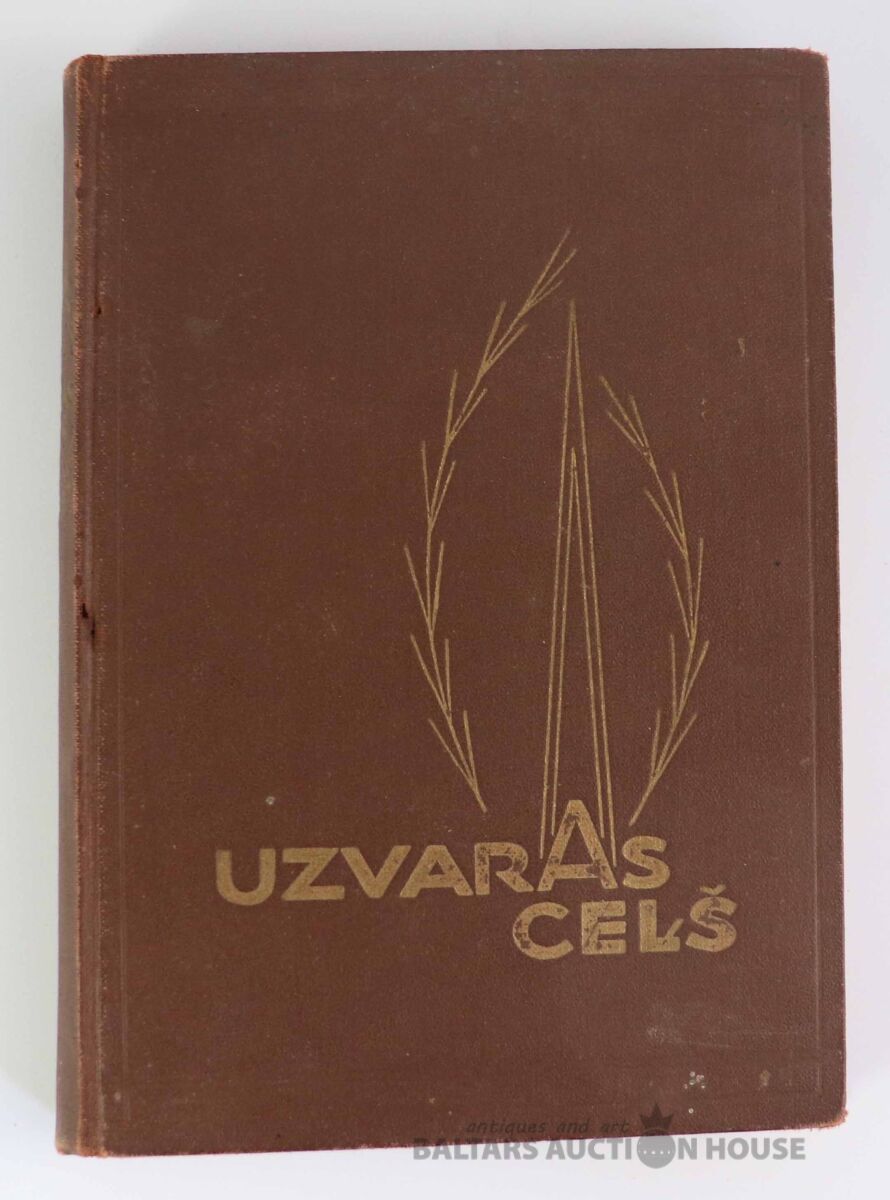 UZVARAS
CEĻŠ
antiques and art
BALTARS AUCTION HOUSE